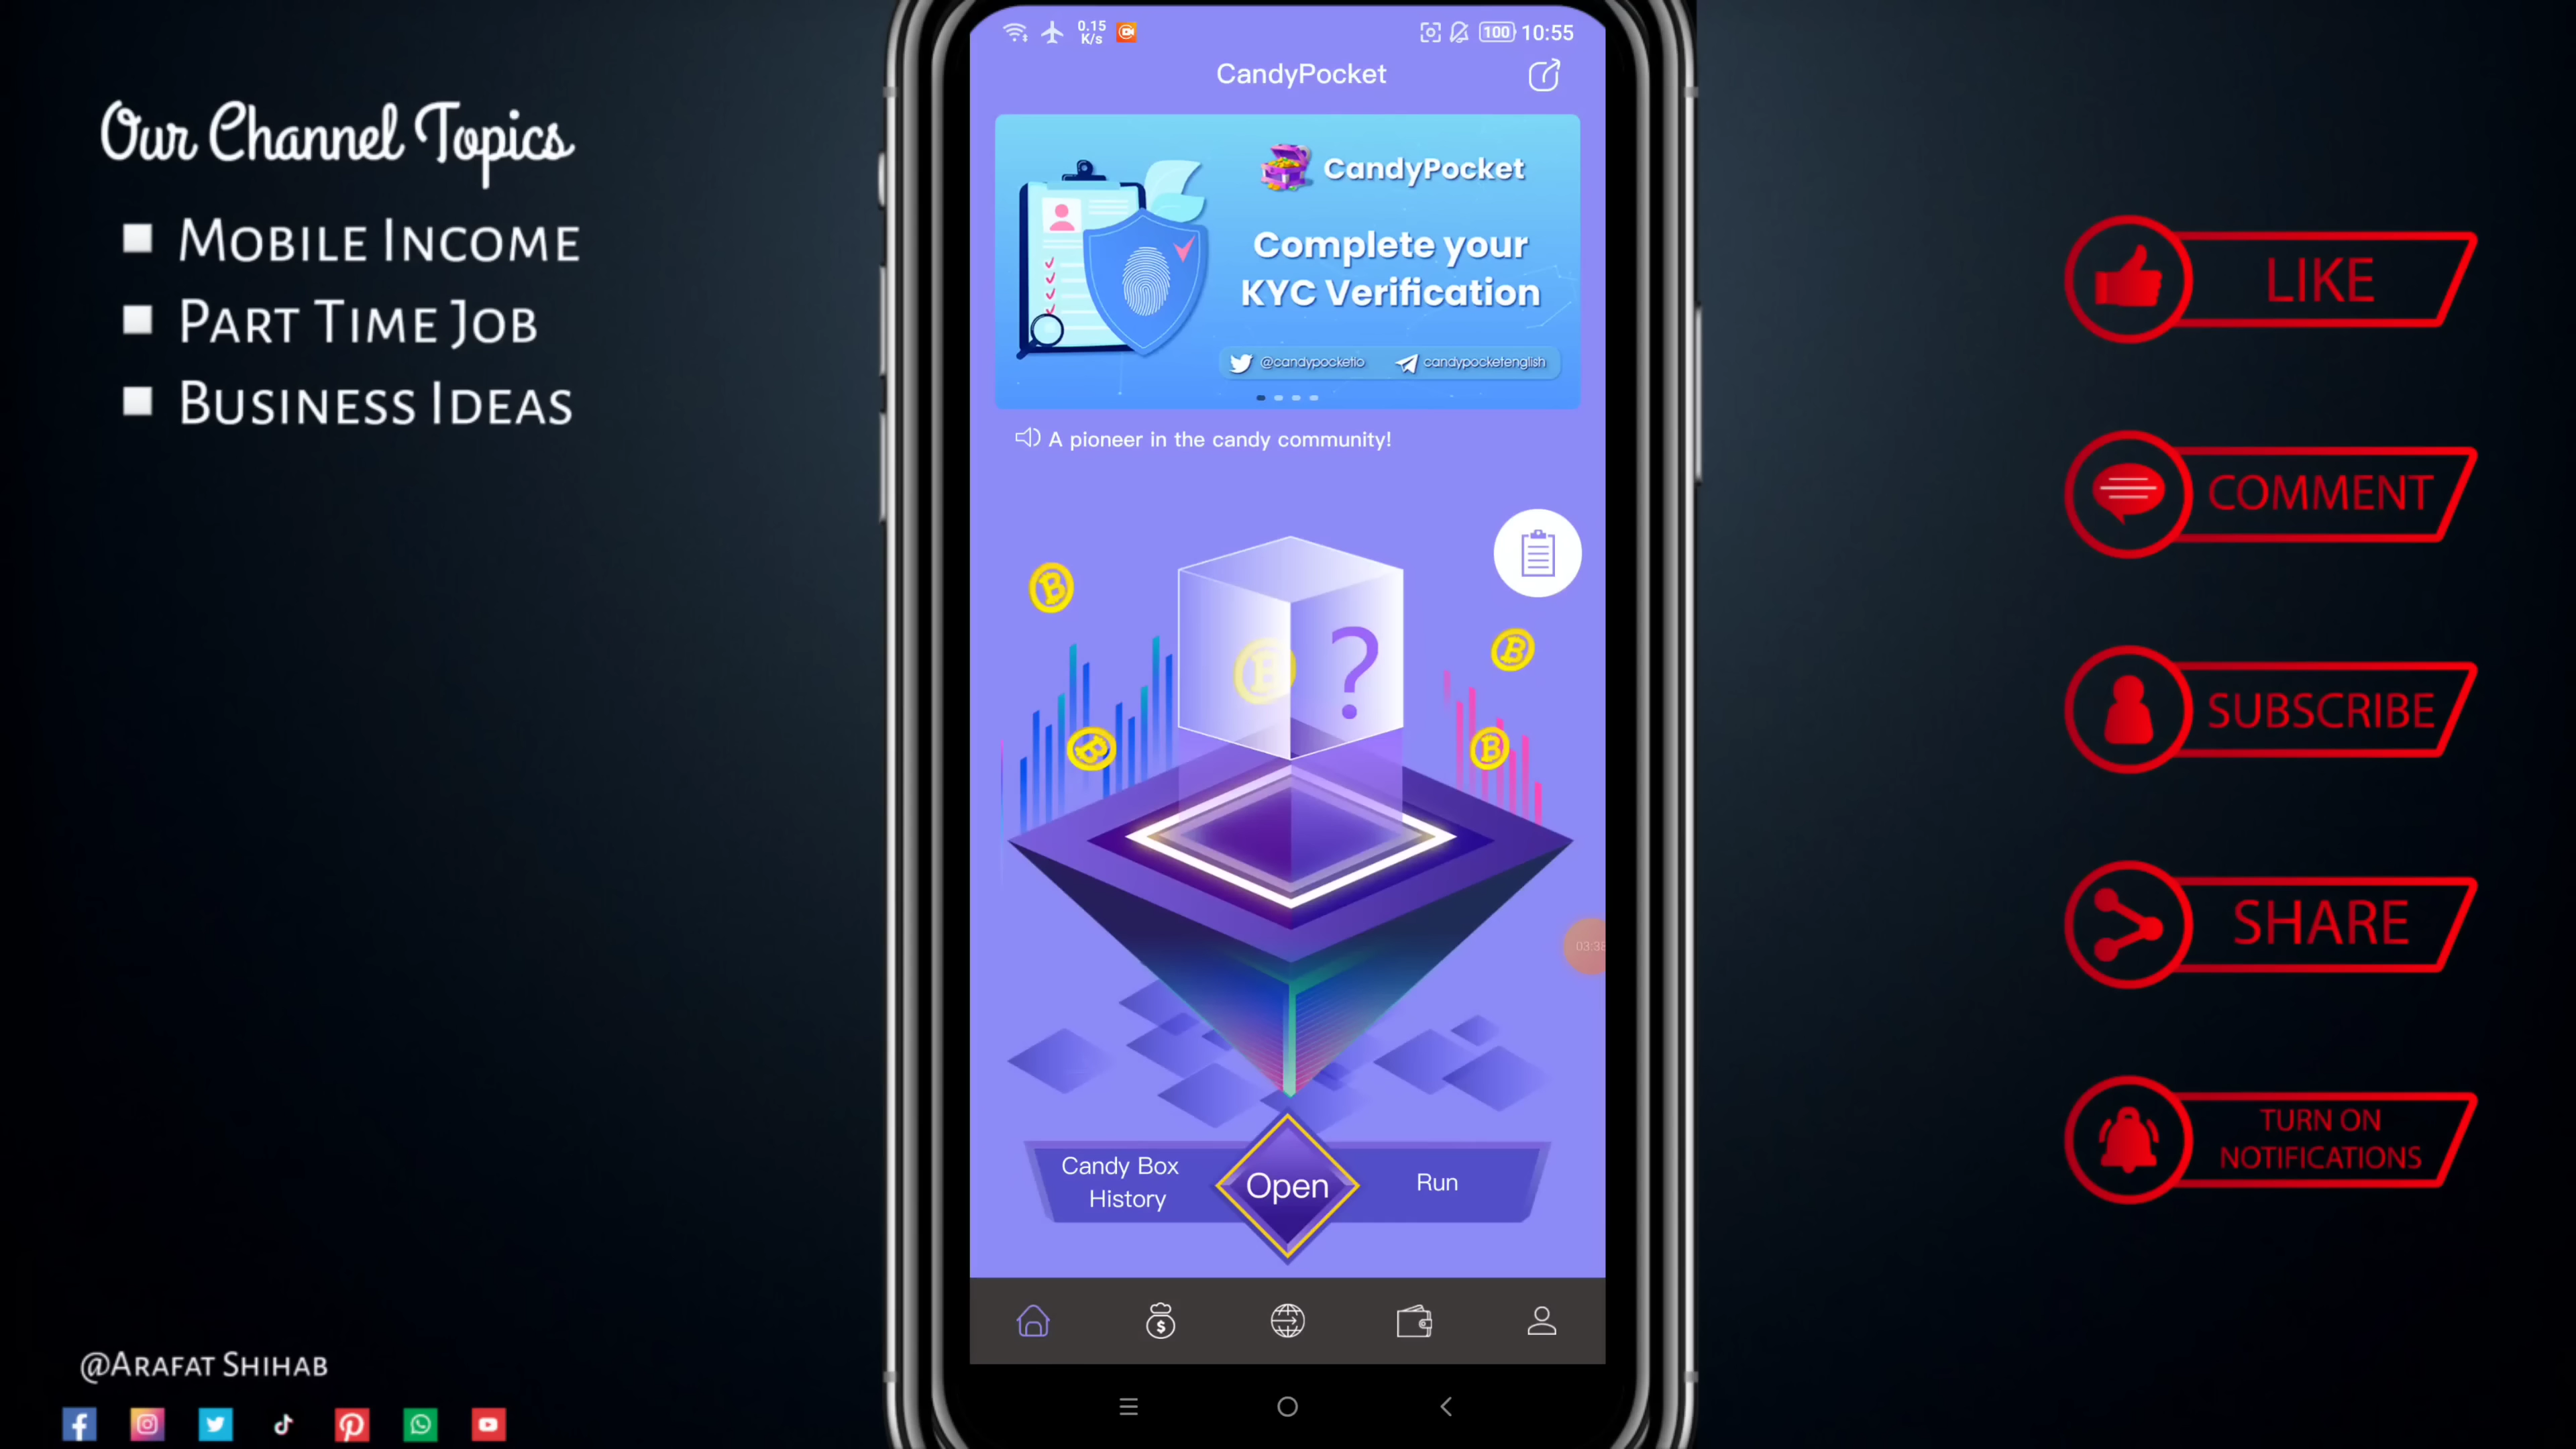 Our Channel Topics
MOBILE INCOME
PART TIME JOB
BUSINESS IDEAS
@ARAFAT SHIHAB
0.15
K/s
100
10:55
CandyPocket
CandyPocket
Complete your
KYC Verification
@candypocketio
candypocketenglish
A pioneer in the candy community!
?
03:38
Candy Box
History
Open
Run
LIKE
COMMENT
SUBSCRIBE
SHARE
TURN ON
NOTIFICATIONS